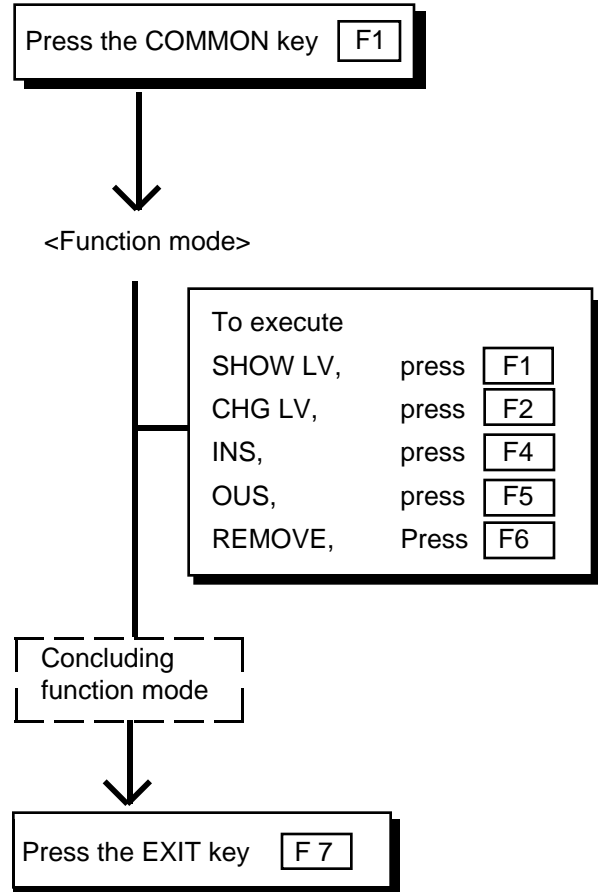 Press the COMMON key F1
<Function mode>
To execute
SHOW LV, press F1
CHG LV, press F2
INS, press F4
OUS, press F5
REMOVE, Press F6
Concluding
function mode
Press the EXIT key F 7